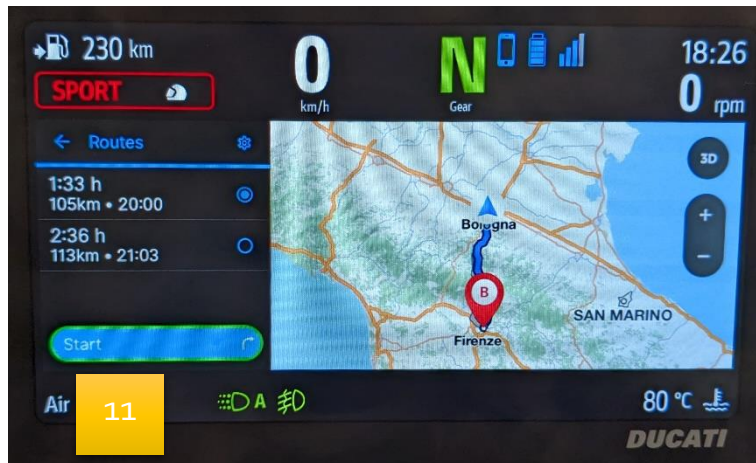 230 km
0
km/h
N
Gear
18:26
SPORT
0 rpm
Routes
1:33 h
105km • 20:00
2:36 h
113km • 21:03
Start
3D
+
−
Bologna
B
SAN MARINO
Firenze
Air
11
A
80 °C
DUCATI